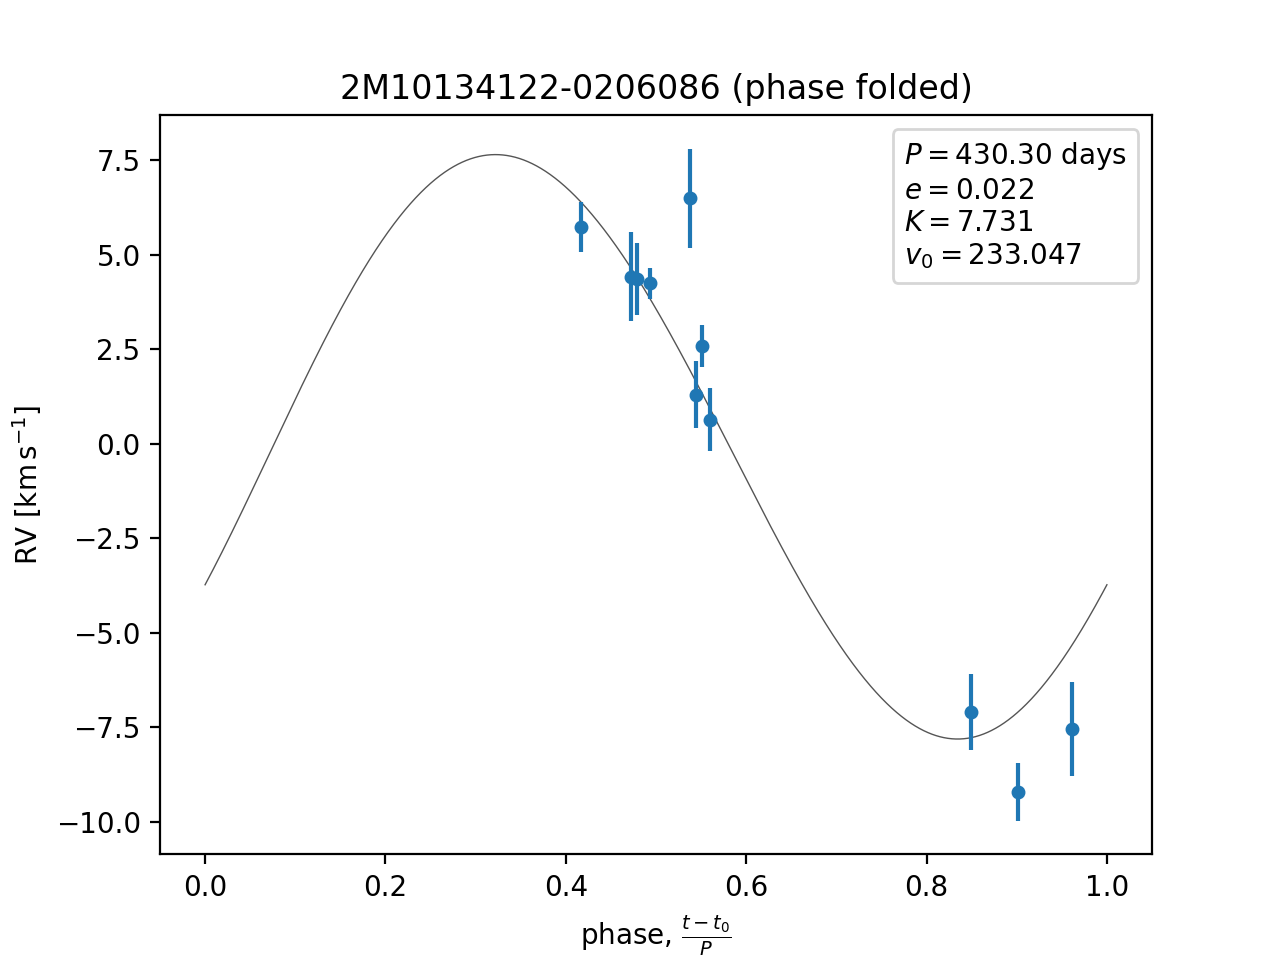 2M10134122-0206086 (phase folded)
P = 430.30 days
e = 0.022
K = 7.731
v₀ = 233.047
RV [km s⁻¹]
7.5
5.0
2.5
0.0
−2.5
−5.0
−7.5
−10.0
0.0 0.2 0.4 0.6 0.8 1.0
phase, (t − t₀)/P